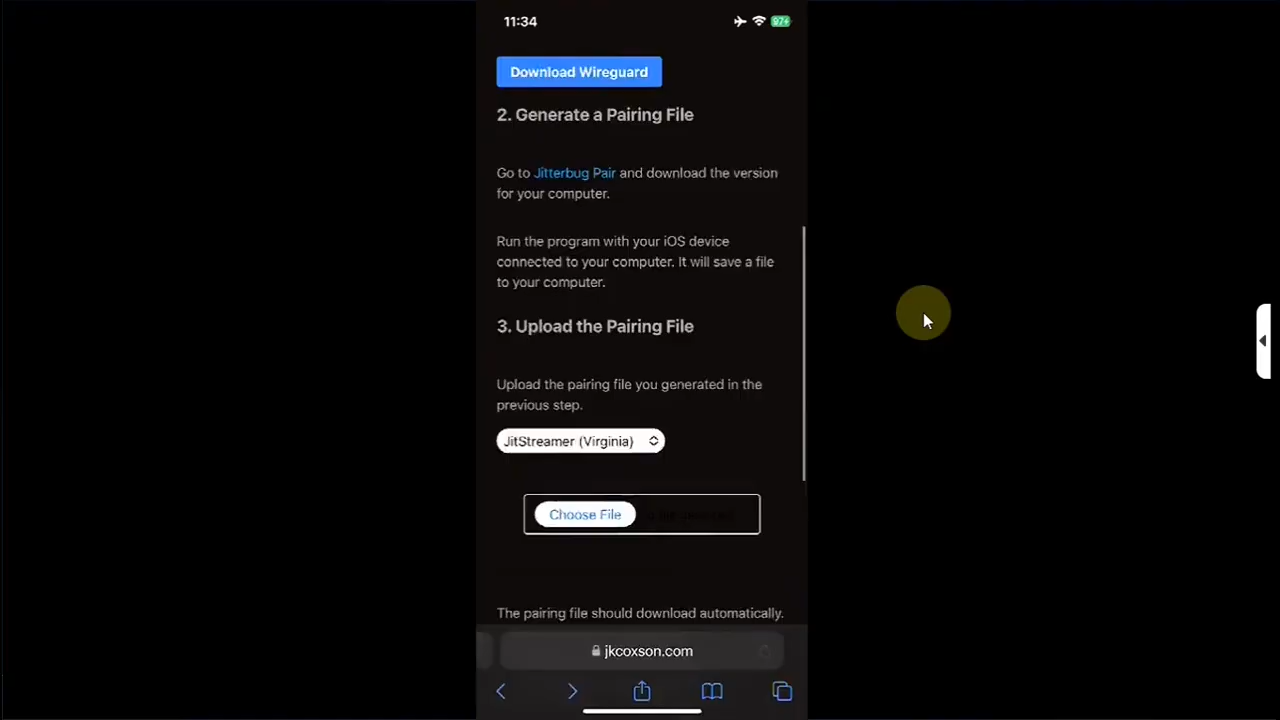 11:34
97+
Download Wireguard
2. Generate a Pairing File
Go to Jitterbug Pair and download the version
for your computer.
Run the program with your iOS device
connected to your computer. It will save a file
to your computer.
3. Upload the Pairing File
Upload the pairing file you generated in the
previous step.
JitStreamer (Virginia)
Choose File
The pairing file should download automatically.
jkcoxson.com